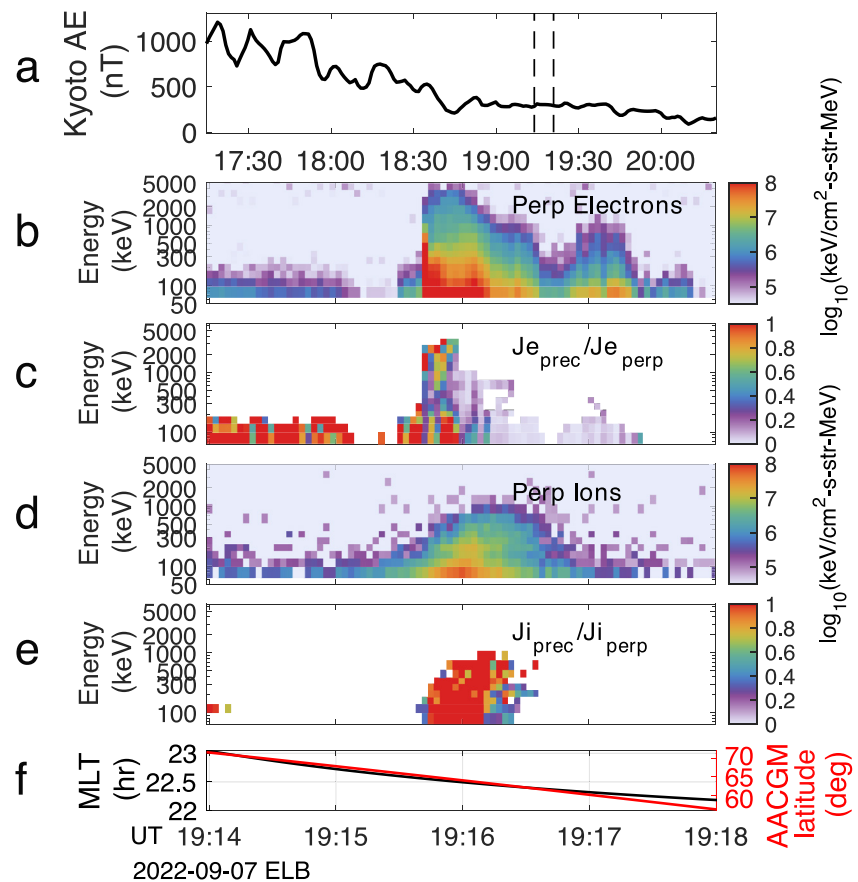 a
Kyoto AE
(nT)
1000
500
0
17:30 18:00 18:30 19:00 19:30 20:00
b
Energy
(keV)
5000
2000
1000
500
300
100
50
Perp Electrons
8
7
6
5
log10(keV/cm2-s-str-MeV)
c
Energy
(keV)
5000
2000
1000
500
300
100
Jeprec/Jeperp
1
0.8
0.6
0.4
0.2
0
d
Energy
(keV)
5000
2000
1000
500
300
100
50
Perp Ions
8
7
6
5
log10(keV/cm2-s-str-MeV)
e
Energy
(keV)
5000
2000
1000
500
300
100
Jiprec/Jiperp
1
0.8
0.6
0.4
0.2
0
f
MLT
(hr)
23
22.5
22
70
65
60
AACGM
latitude
(deg)
UT 19:14 19:15 19:16 19:17 19:18
2022-09-07 ELB